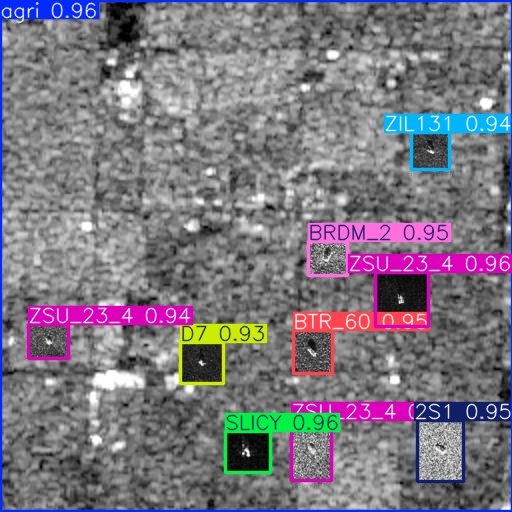 agri 0.96
ZIL131 0.94
BRDM_2 0.95
ZSU_23_4 0.96
ZSU_23_4 0.94
BTR_60 0.95
D7 0.93
ZSU_23_4
2S1 0.95
SLICY 0.96